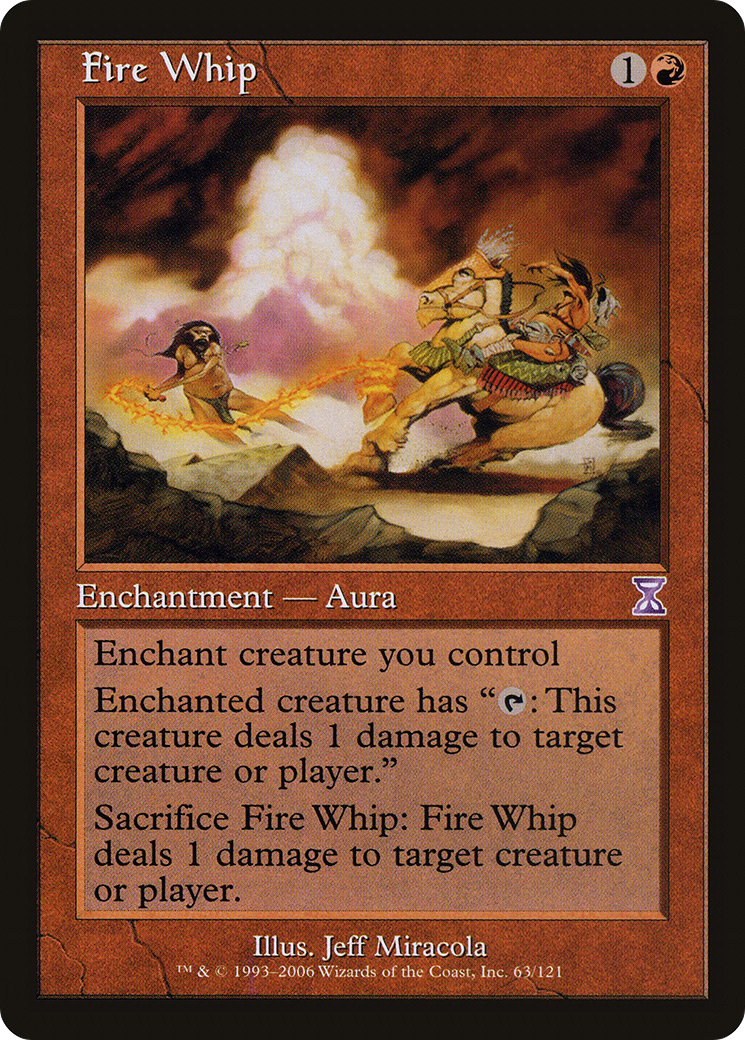 Fire Whip 1
Enchantment — Aura
Enchant creature you control
Enchanted creature has “: This
creature deals 1 damage to target
creature or player.”
Sacrifice Fire Whip: Fire Whip
deals 1 damage to target creature
or player.
Illus. Jeff Miracola
™ & © 1993–2006 Wizards of the Coast, Inc. 63/121